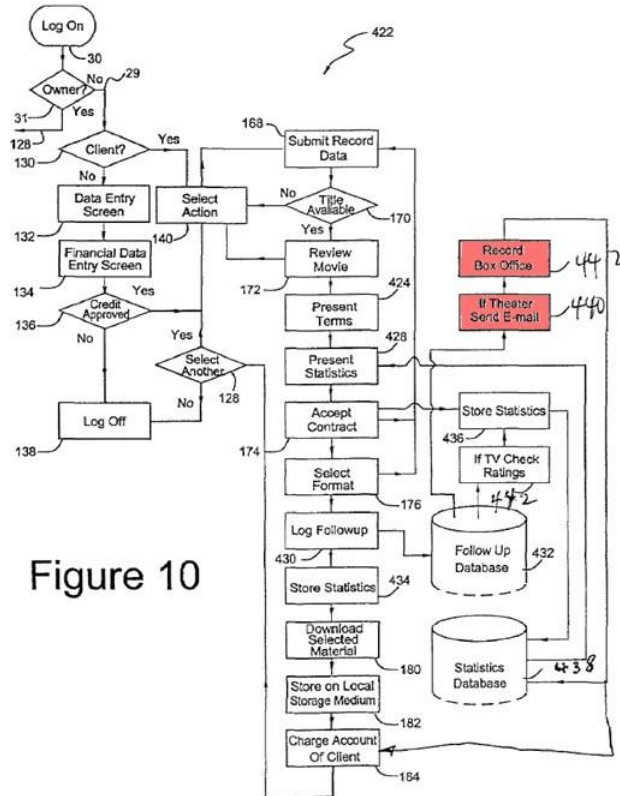 Log On
30
422
No
29
Owner?
31
Yes
128
Client?
130
Yes
No
168
Submit Record
Data
Data Entry
Screen
132
Select
Action
140
No
Title
Available
170
Yes
Financial Data
Entry Screen
134
Review
Movie
172
Record
Box Office
Yes
Credit
Approved
136
Present
Terms
424
If Theater
Send E-mail
440
No
Yes
Select
Another
128
Present
Statistics
428
No
Log Off
138
Accept
Contract
174
Store Statistics
436
Select
Format
176
If TV Check
Ratings
442
Log Followup
430
Follow Up
Database
432
Figure 10
Store Statistics
434
Download
Selected
Material
180
Statistics
Database
438
Store on Local
Storage Medium
182
Charge Account
Of Client
184